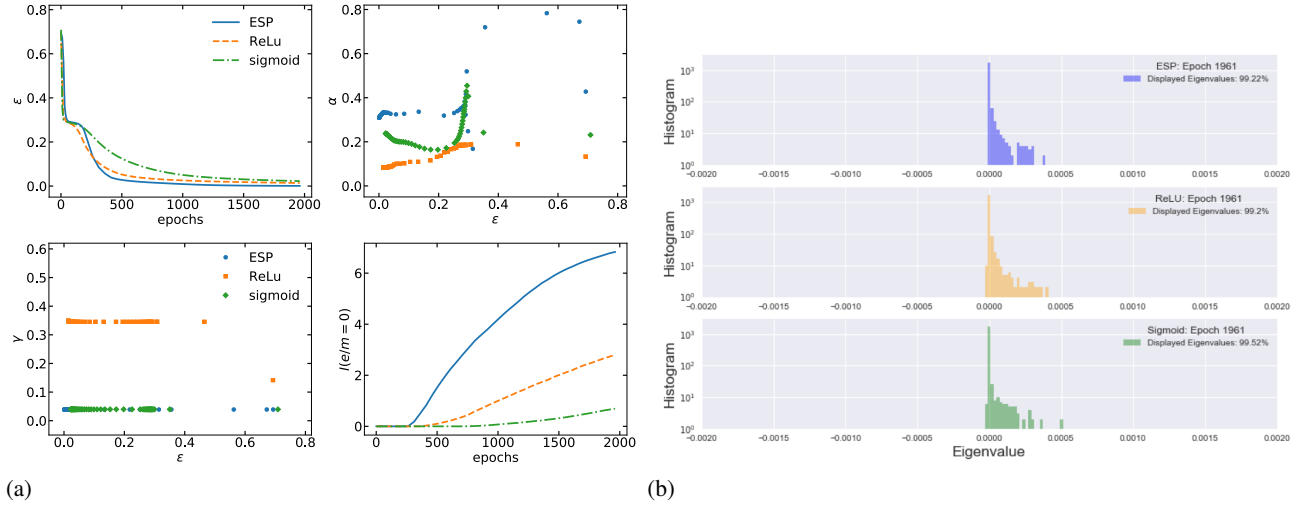 0.8
0.6
0.4
0.2
0.0
ε
0 500 1000 1500 2000
epochs
ESP
ReLu
sigmoid
0.8
0.6
0.4
0.2
0.0
α
0.0 0.2 0.4 0.6 0.8
ε
0.6
0.5
0.4
0.3
0.2
0.1
0.0
γ
0.0 0.2 0.4 0.6 0.8
ε
ESP
ReLu
sigmoid
6
4
2
0
l(e/m = 0)
0 500 1000 1500 2000
epochs
(a)
Histogram
10³
10²
10¹
10⁰
ESP: Epoch 1961
Displayed Eigenvalues: 99.22%
−0.0020 −0.0015 −0.0010 −0.0005 0.0000 0.0005 0.0010 0.0015 0.0020
Histogram
10³
10²
10¹
10⁰
ReLU: Epoch 1961
Displayed Eigenvalues: 99.2%
−0.0020 −0.0015 −0.0010 −0.0005 0.0000 0.0005 0.0010 0.0015 0.0020
Histogram
10³
10²
10¹
10⁰
Sigmoid: Epoch 1961
Displayed Eigenvalues: 99.52%
−0.0020 −0.0015 −0.0010 −0.0005 0.0000 0.0005 0.0010 0.0015 0.0020
Eigenvalue
(b)